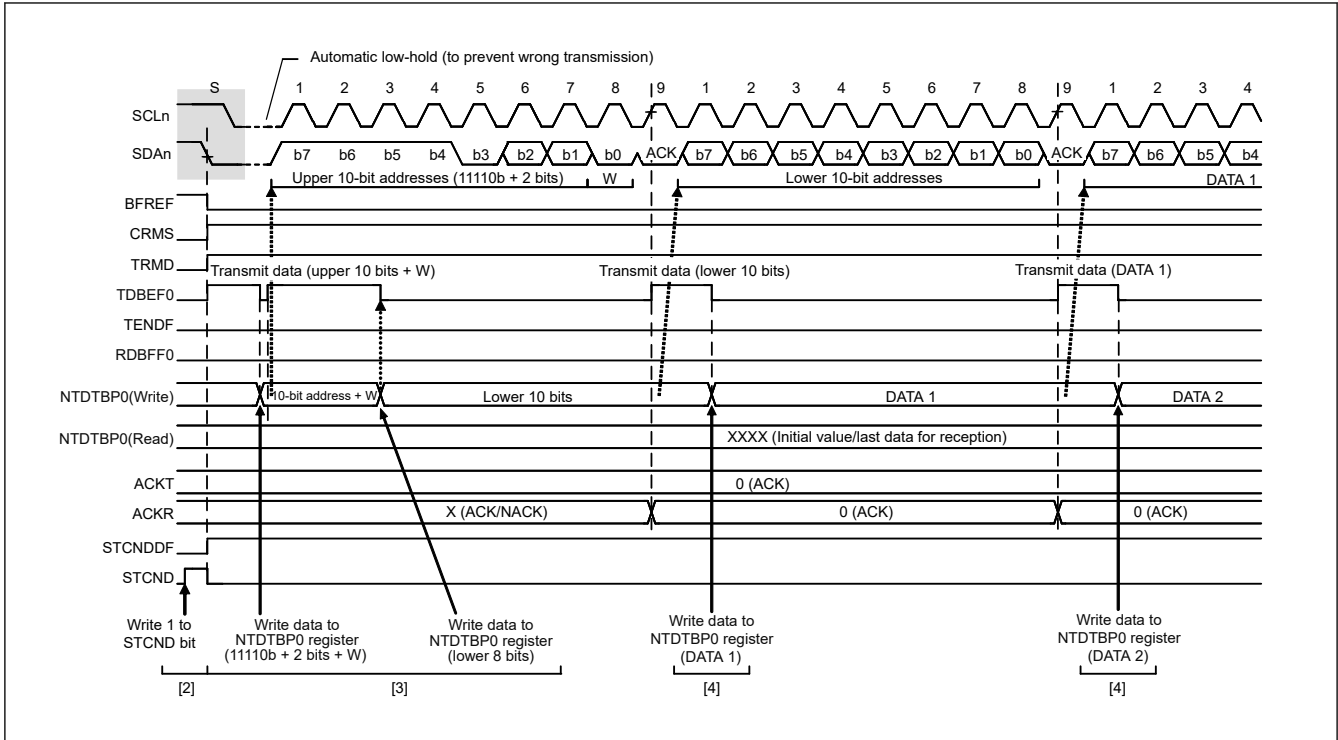 Automatic low-hold (to prevent wrong transmission)
S 1 2 3 4 5 6 7 8 9 1 2 3 4 5 6 7 8 9 1 2 3 4
SCLn
SDAn b7 b6 b5 b4 b3 b2 b1 b0 ACK b7 b6 b5 b4 b3 b2 b1 b0 ACK b7 b6 b5 b4
Upper 10-bit addresses (11110b + 2 bits) W Lower 10-bit addresses DATA 1
BFREF
CRMS
TRMD
Transmit data (upper 10 bits + W) Transmit data (lower 10 bits) Transmit data (DATA 1)
TDBEF0
TENDF
RDBFF0
NTDTBP0(Write) 10-bit address + W Lower 10 bits DATA 1 DATA 2
NTDTBP0(Read) XXXX (Initial value/last data for reception)
ACKT 0 (ACK)
ACKR X (ACK/NACK) 0 (ACK) 0 (ACK)
STCNDDF
STCND
Write 1 to
STCND bit
Write data to
NTDTBP0 register
(11110b + 2 bits + W)
Write data to
NTDTBP0 register
(lower 8 bits)
Write data to
NTDTBP0 register
(DATA 1)
Write data to
NTDTBP0 register
(DATA 2)
[2] [3] [4] [4]